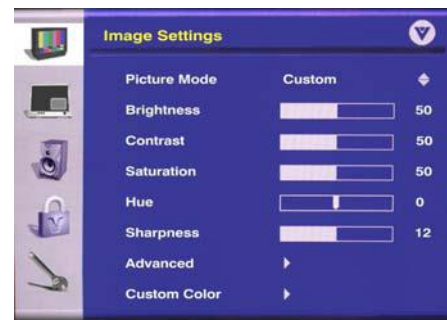 Image Settings
Picture Mode Custom
Brightness 50
Contrast 50
Saturation 50
Hue 0
Sharpness 12
Advanced
Custom Color